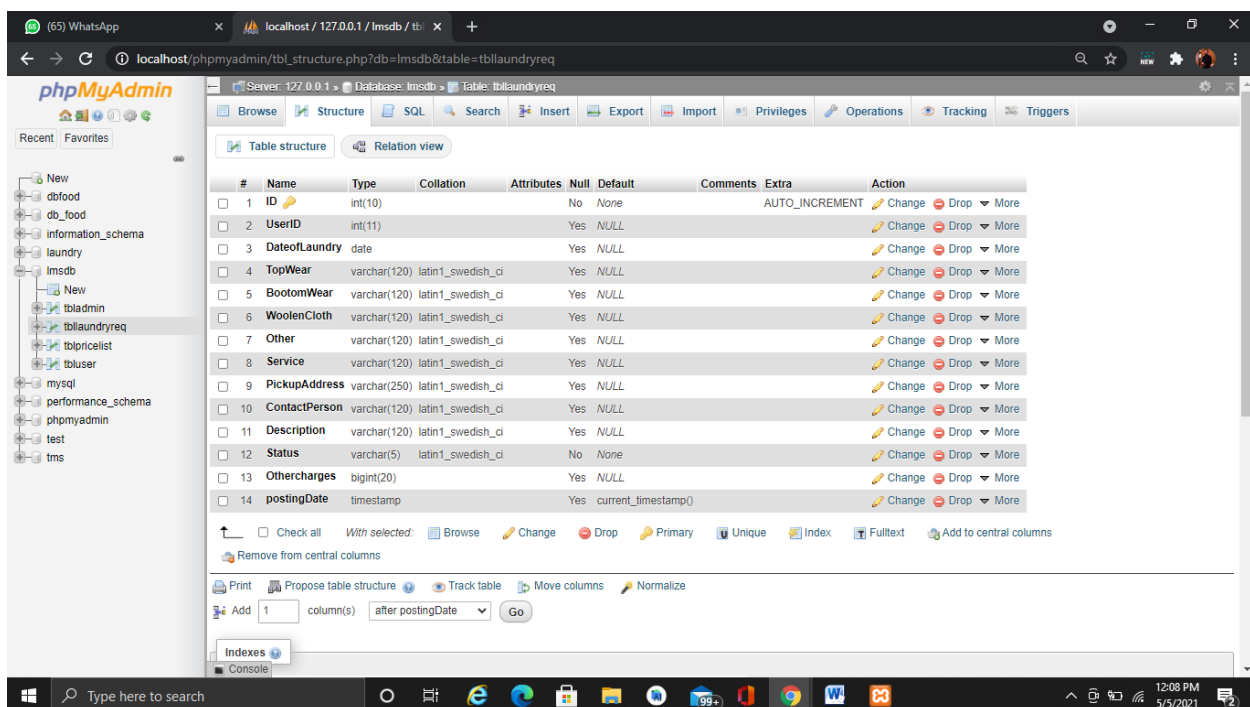 65 (65) WhatsApp
localhost / 127.0.0.1 / lmsdb / tbl
localhost/phpmyadmin/tbl_structure.php?db=lmsdb&table=tbllaundryreq
NEW
phpMyAdmin
Recent Favorites
New
dbfood
db_food
information_schema
laundry
lmsdb
New
tbladmin
tbllaundryreq
tblpricelist
tbluser
mysql
performance_schema
phpmyadmin
test
tms
Server: 127.0.0.1 » Database: lmsdb » Table: tbllaundryreq
Browse Structure SQL Search Insert Export Import Privileges Operations Tracking Triggers
Table structure Relation view
# Name Type Collation Attributes Null Default Comments Extra Action
1 ID int(10) No None AUTO_INCREMENT Change Drop More
2 UserID int(11) Yes NULL Change Drop More
3 DateofLaundry date Yes NULL Change Drop More
4 TopWear varchar(120) latin1_swedish_ci Yes NULL Change Drop More
5 BootomWear varchar(120) latin1_swedish_ci Yes NULL Change Drop More
6 WoolenCloth varchar(120) latin1_swedish_ci Yes NULL Change Drop More
7 Other varchar(120) latin1_swedish_ci Yes NULL Change Drop More
8 Service varchar(120) latin1_swedish_ci Yes NULL Change Drop More
9 PickupAddress varchar(250) latin1_swedish_ci Yes NULL Change Drop More
10 ContactPerson varchar(120) latin1_swedish_ci Yes NULL Change Drop More
11 Description varchar(120) latin1_swedish_ci Yes NULL Change Drop More
12 Status varchar(5) latin1_swedish_ci No None Change Drop More
13 Othercharges bigint(20) Yes NULL Change Drop More
14 postingDate timestamp Yes current_timestamp() Change Drop More
Check all With selected: Browse Change Drop Primary Unique Index Fulltext Add to central columns
Remove from central columns
Print Propose table structure Track table Move columns Normalize
Add 1 column(s) after postingDate Go
Indexes
Console
Type here to search
99+
12:08 PM
5/5/2021
2